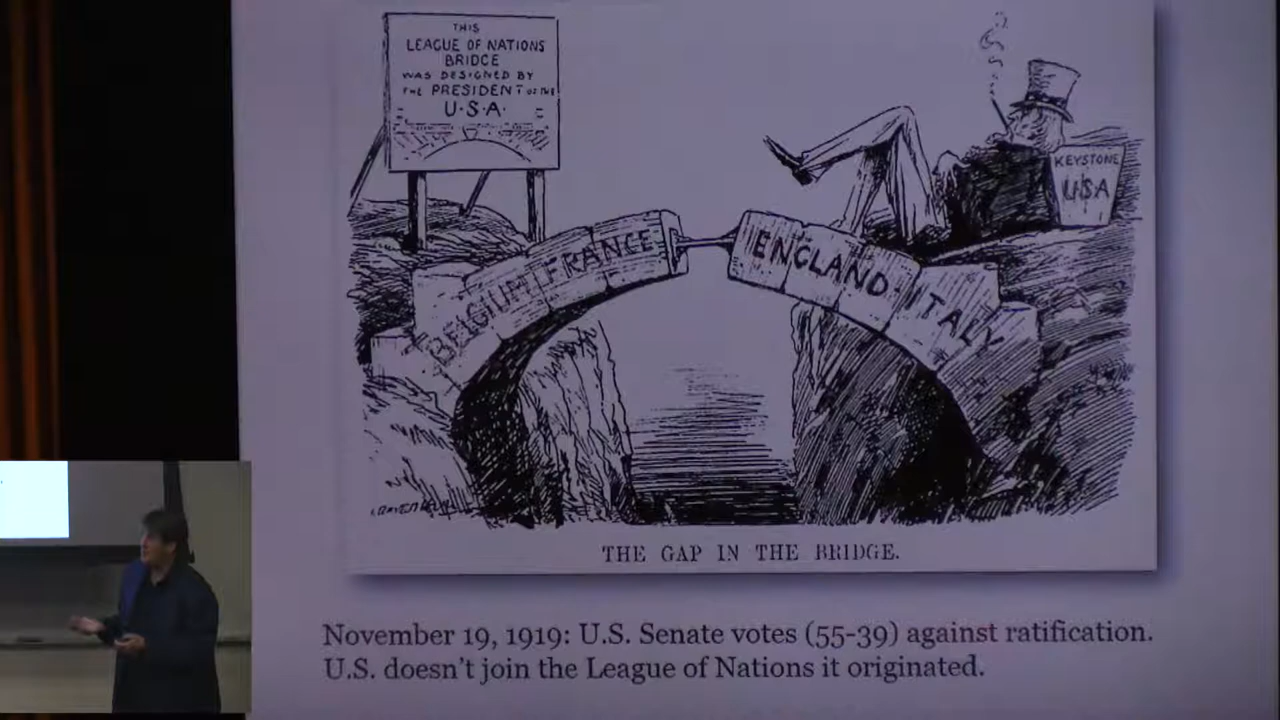 THIS
LEAGUE OF NATIONS
BRIDGE
WAS DESIGNED BY
THE PRESIDENT OF THE
U.S.A.
KEYSTONE
USA
BELGIUM FRANCE
ENGLAND ITALY
THE GAP IN THE BRIDGE.
November 19, 1919: U.S. Senate votes (55-39) against ratification.
U.S. doesn't join the League of Nations it originated.